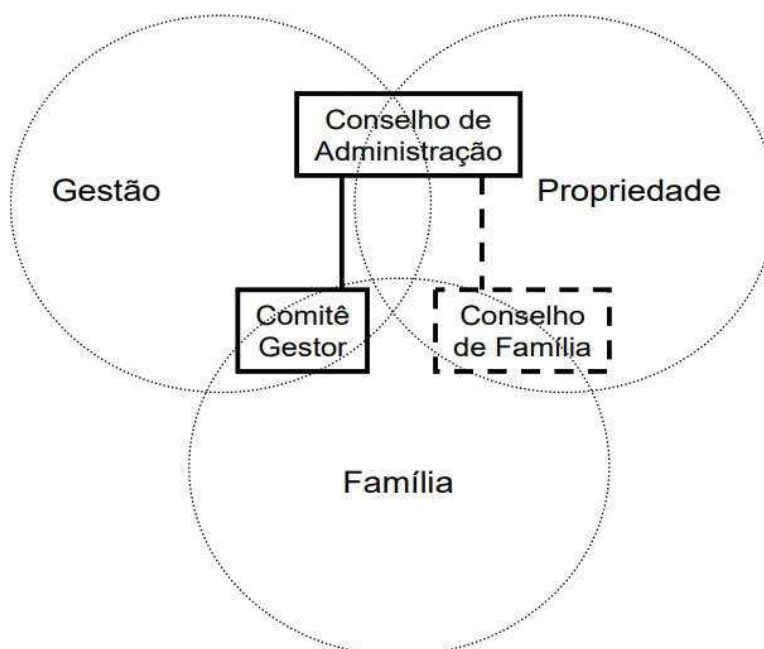 Conselho de
Administração
Gestão
Propriedade
Comitê
Gestor
Conselho
de Família
Família